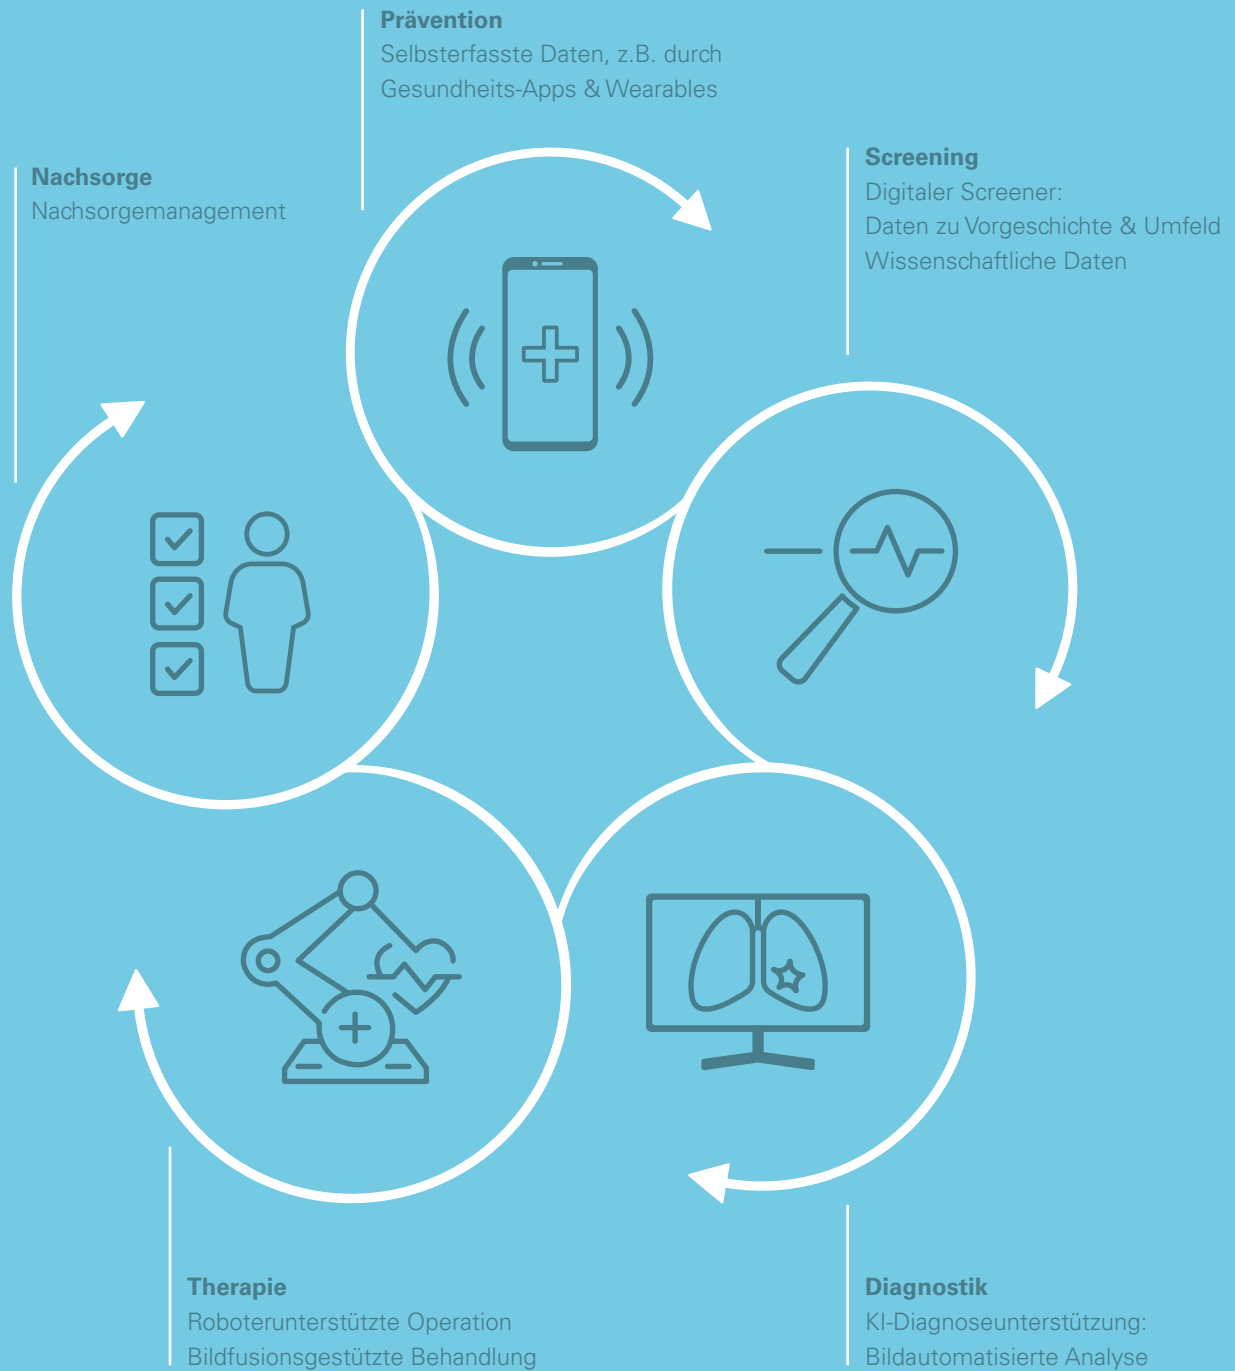 Prävention
Selbsterfasste Daten, z.B. durch
Gesundheits-Apps & Wearables
Nachsorge
Nachsorgemanagement
Screening
Digitaler Screener:
Daten zu Vorgeschichte & Umfeld
Wissenschaftliche Daten
Therapie
Roboterunterstützte Operation
Bildfusionsgestützte Behandlung
Diagnostik
KI-Diagnoseunterstützung:
Bildautomatisierte Analyse